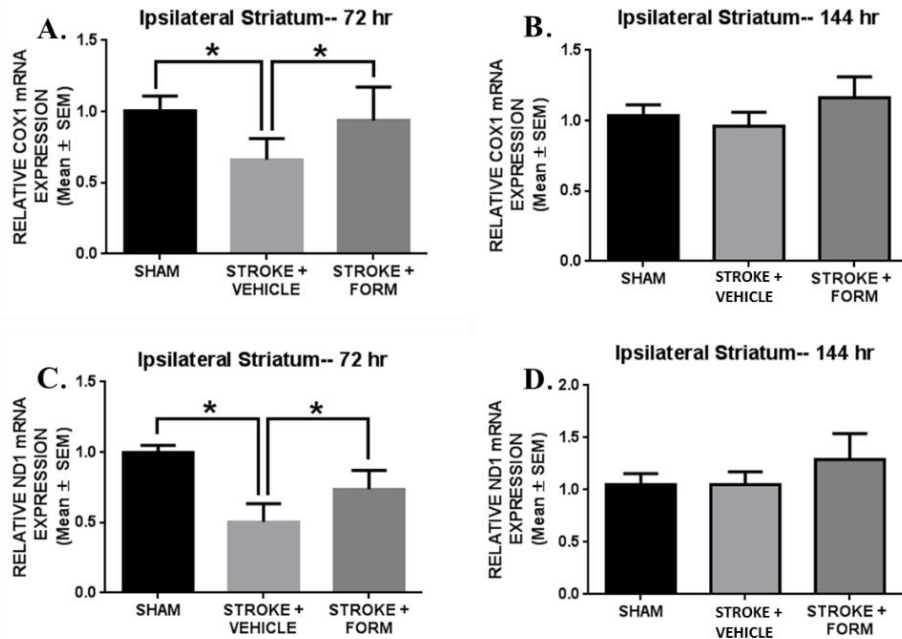 A.
Ipsilateral Striatum-- 72 hr
RELATIVE COX1 mRNA
EXPRESSION
(Mean ± SEM)
1.5
1.0
0.5
0.0
*
*
SHAM
STROKE +
VEHICLE
STROKE +
FORM
B.
Ipsilateral Striatum-- 144 hr
RELATIVE COX1 mRNA
EXPRESSION
(Mean ± SEM)
1.5
1.0
0.5
0.0
SHAM
STROKE +
VEHICLE
STROKE +
FORM
C.
Ipsilateral Striatum-- 72 hr
RELATIVE ND1 mRNA
EXPRESSION
(Mean ± SEM)
1.5
1.0
0.5
0.0
*
*
SHAM
STROKE +
VEHICLE
STROKE +
FORM
D.
Ipsilateral Striatum-- 144 hr
RELATIVE ND1 mRNA
EXPRESSION
(Mean ± SEM)
2.0
1.5
1.0
0.5
0.0
SHAM
STROKE +
VEHICLE
STROKE +
FORM